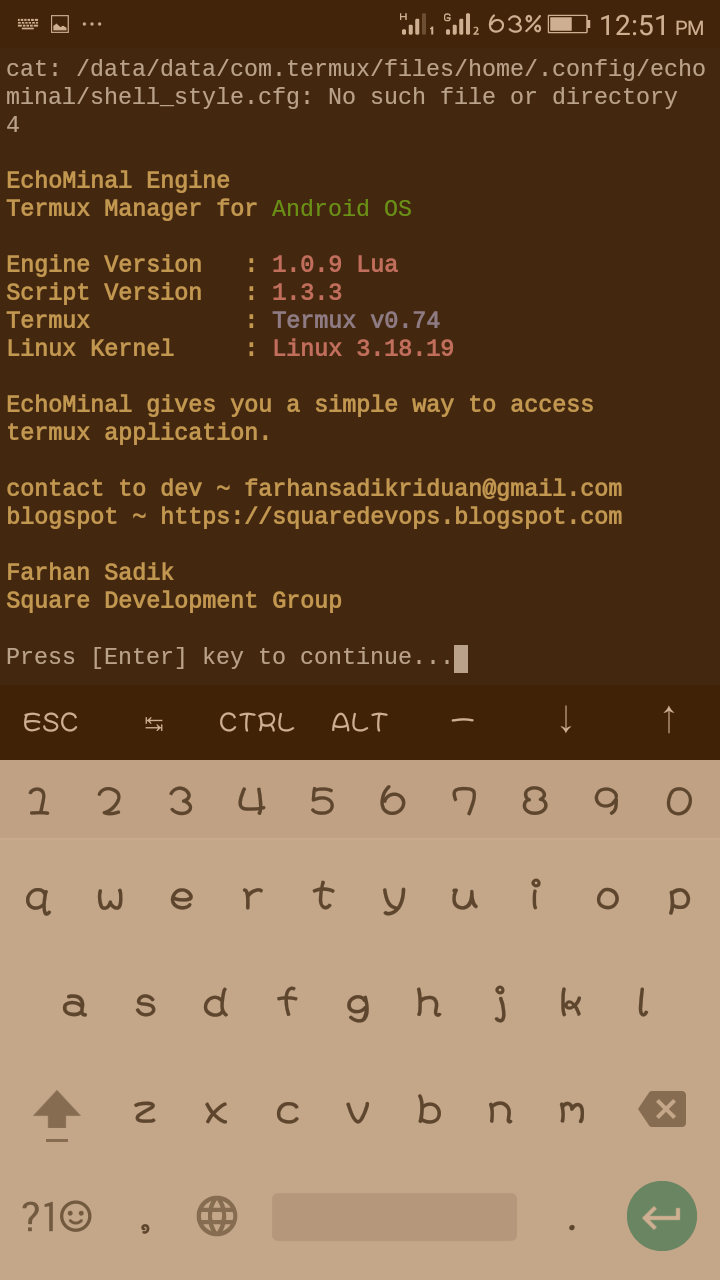 H 1 G 2 63% 12:51 PM
cat: /data/data/com.termux/files/home/.config/echo
minal/shell_style.cfg: No such file or directory
4
EchoMinal Engine
Termux Manager for Android OS
Engine Version   : 1.0.9 Lua
Script Version   : 1.3.3
Termux           : Termux v0.74
Linux Kernel     : Linux 3.18.19
EchoMinal gives you a simple way to access
termux application.
contact to dev ~ farhansadikriduan@gmail.com
blogspot ~ https://squaredevops.blogspot.com
Farhan Sadik
Square Development Group
Press [Enter] key to continue...
ESC ↹ CTRL ALT — ↓ ↑
1 2 3 4 5 6 7 8 9 0
q w e r t y u i o p
a s d f g h j k l
z x c v b n m
?1☺ , .